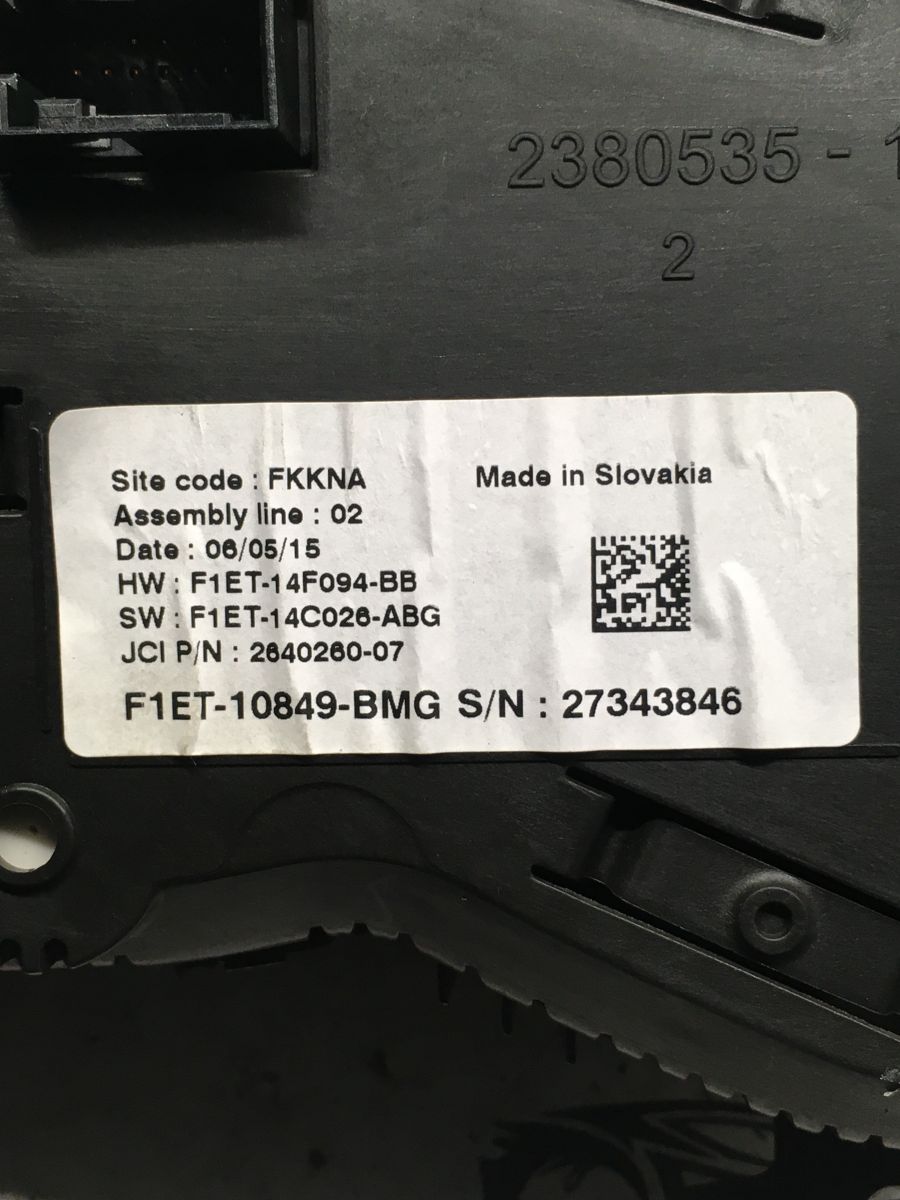 2380535 - 1
2
Site code : FKKNA
Made in Slovakia
Assembly line : 02
Date : 06/05/15
HW : F1ET-14F094-BB
SW : F1ET-14C026-ABG
JCI P/N : 2640260-07
F1ET-10849-BMG S/N : 27343846